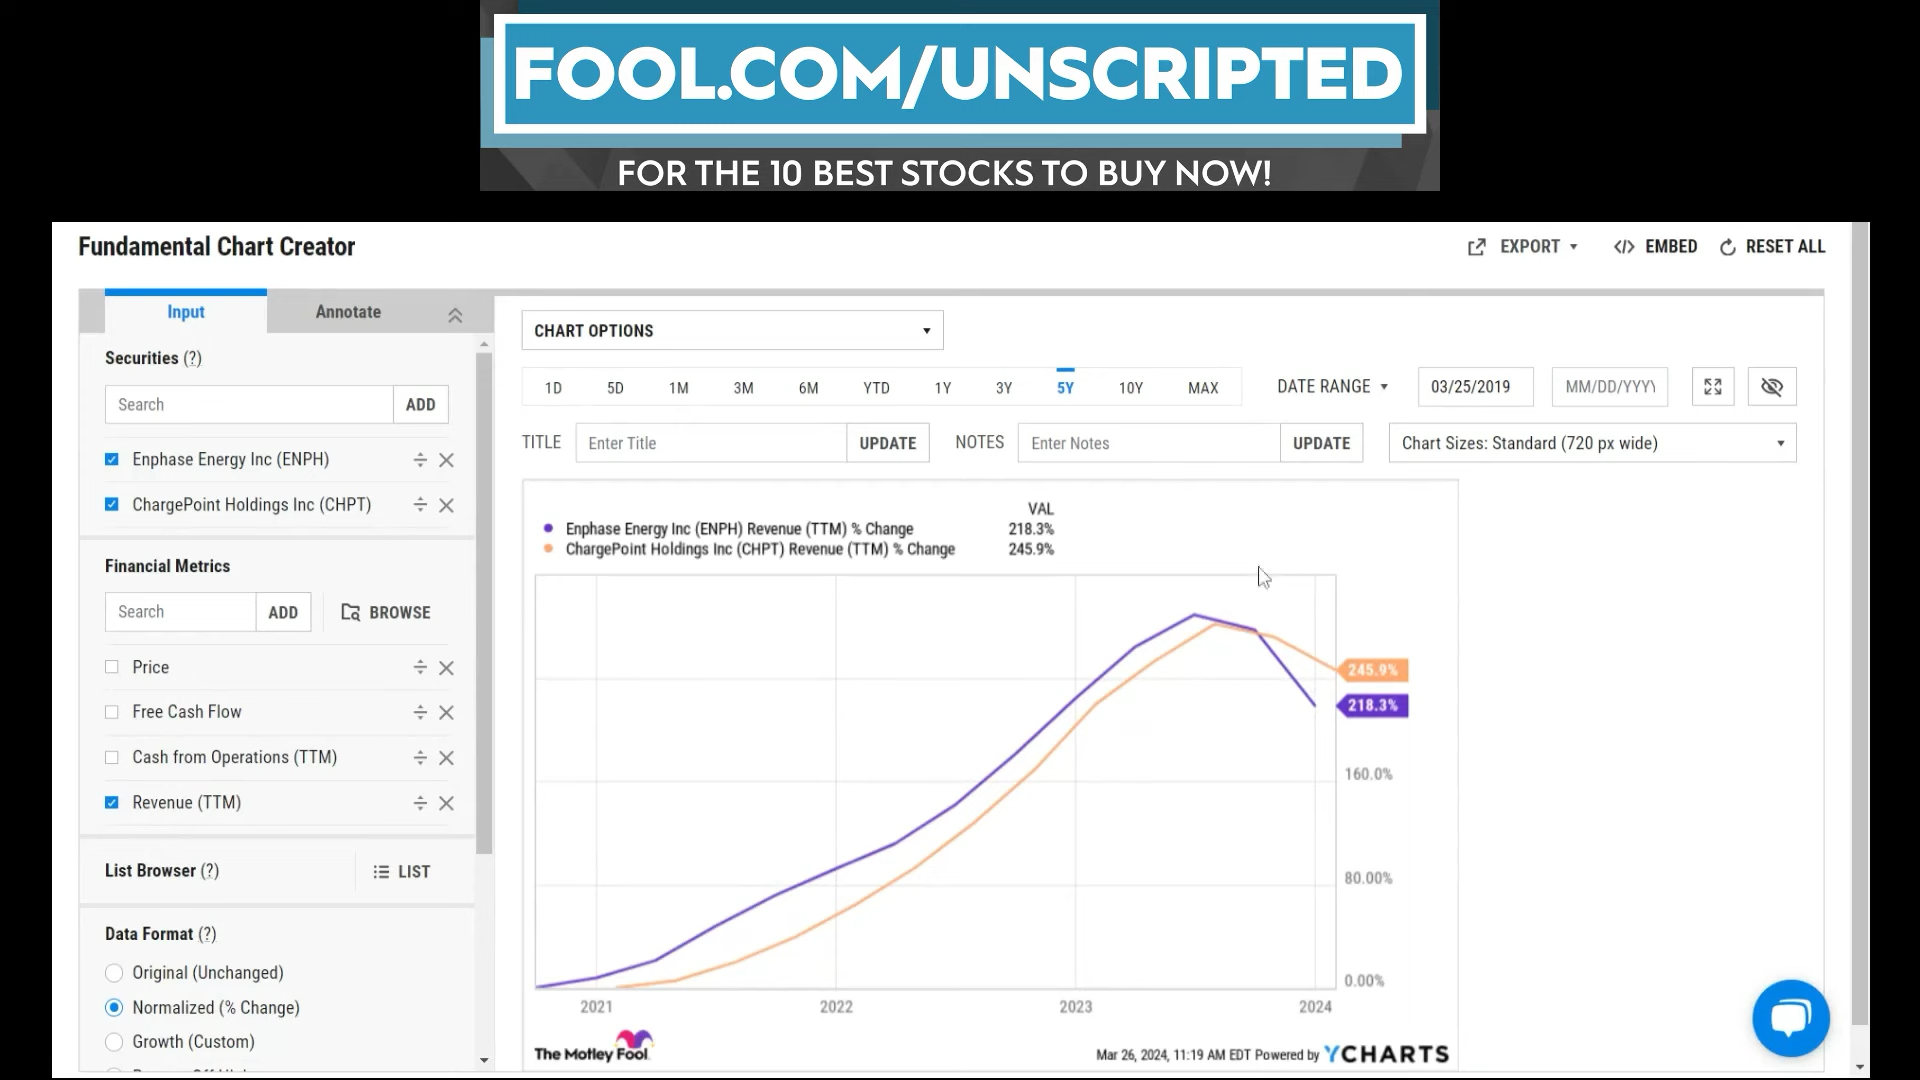 FOOL.COM/UNSCRIPTED
FOR THE 10 BEST STOCKS TO BUY NOW!
Fundamental Chart Creator
EXPORT
</> EMBED
RESET ALL
Input
Annotate
Securities (?)
Search
ADD
Enphase Energy Inc (ENPH)
ChargePoint Holdings Inc (CHPT)
Financial Metrics
Search
ADD
BROWSE
Price
Free Cash Flow
Cash from Operations (TTM)
Revenue (TTM)
List Browser (?)
LIST
Data Format (?)
Original (Unchanged)
Normalized (% Change)
Growth (Custom)
CHART OPTIONS
1D 5D 1M 3M 6M YTD 1Y 3Y 5Y 10Y MAX
DATE RANGE
03/25/2019
MM/DD/YYYY
TITLE
Enter Title
UPDATE
NOTES
Enter Notes
UPDATE
Chart Sizes: Standard (720 px wide)
VAL
Enphase Energy Inc (ENPH) Revenue (TTM) % Change 218.3%
ChargePoint Holdings Inc (CHPT) Revenue (TTM) % Change 245.9%
245.9%
218.3%
160.0%
80.00%
0.00%
2021 2022 2023 2024
The Motley Fool
Mar 26, 2024, 11:19 AM EDT Powered by YCHARTS